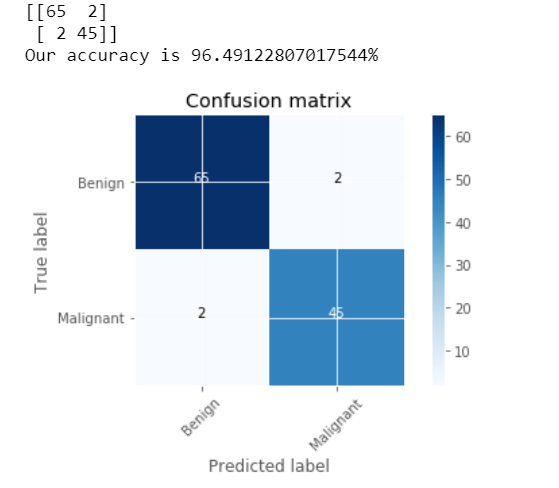 [[65  2]
 [ 2 45]]
Our accuracy is 96.49122807017544%
Confusion matrix
60
50
40
30
20
10
True label
Benign
65 2
Malignant
2 45
Benign Malignant
Predicted label